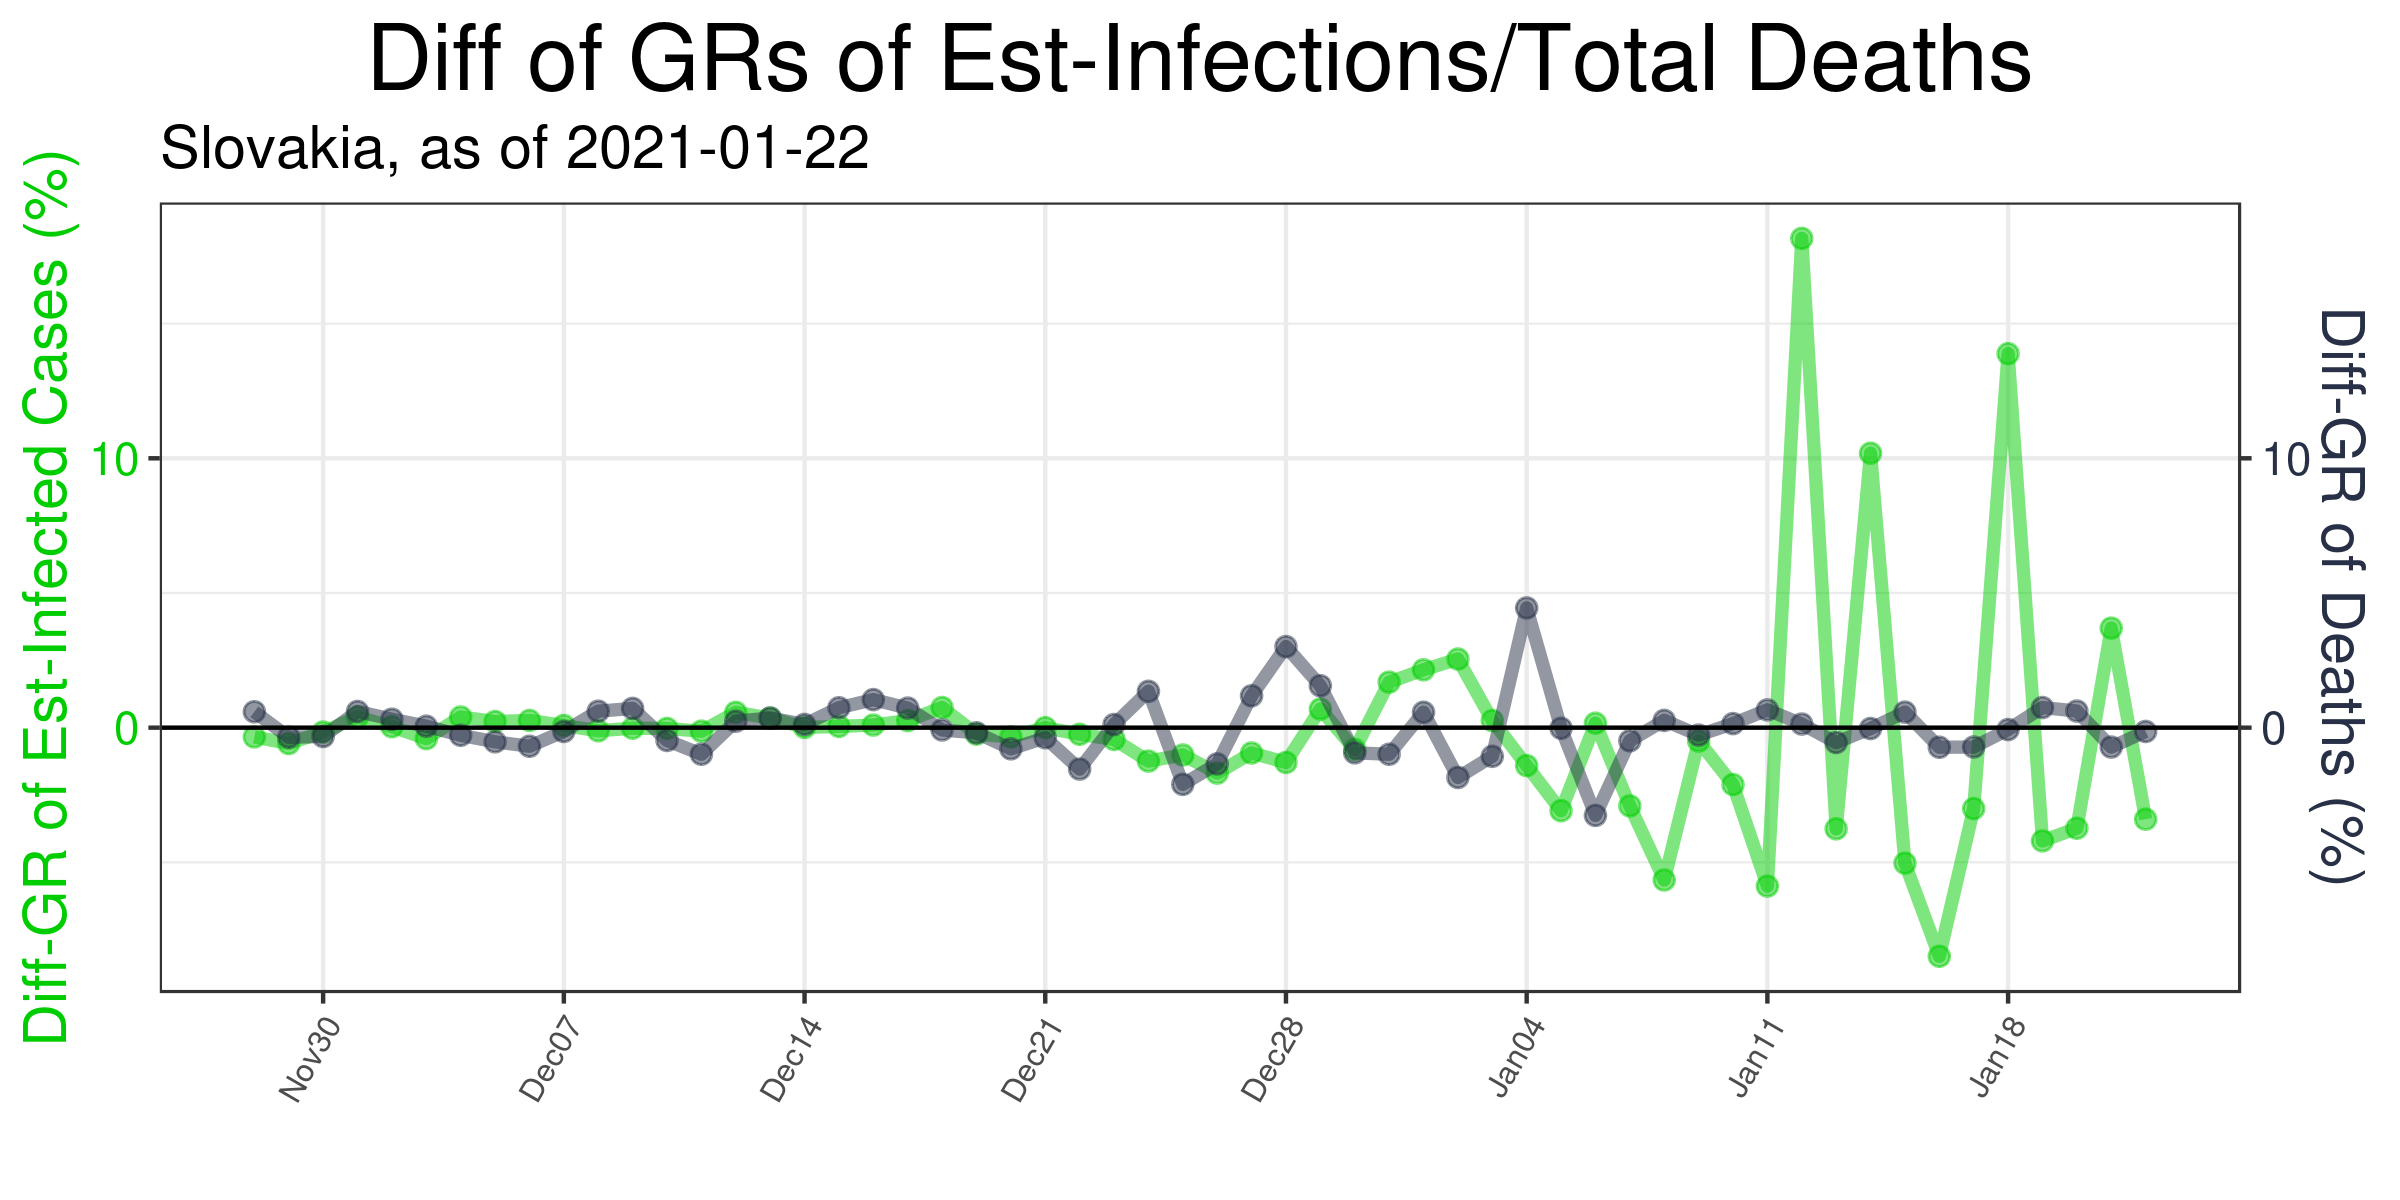 Diff of GRs of Est-Infections/Total Deaths
Slovakia, as of 2021-01-22
Diff-GR of Est-Infected Cases (%)
10
0
10
0
Diff-GR of Deaths (%)
Nov30
Dec07
Dec14
Dec21
Dec28
Jan04
Jan11
Jan18